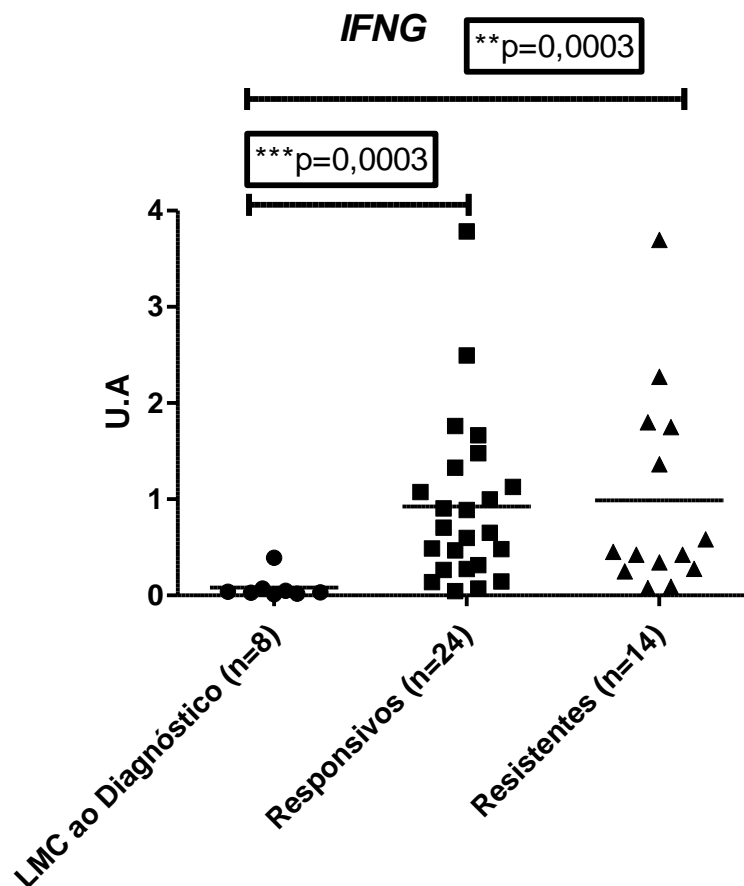 IFNG
**p=0,0003
***p=0,0003
4
3
2
1
0
U.A
LMC ao Diagnóstico (n=8)
Responsivos (n=24)
Resistentes (n=14)